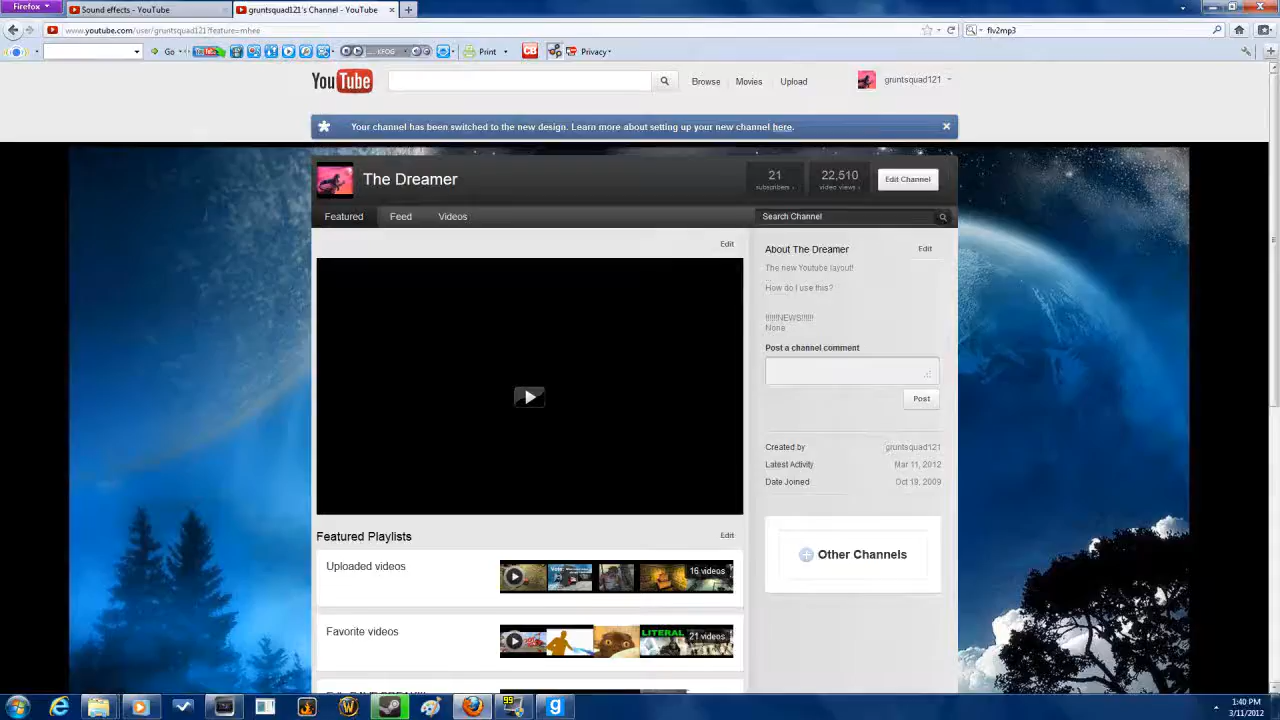 Firefox
Sound effects - YouTube
gruntsquad121's Channel - YouTube
www.youtube.com/user/gruntsquad121?feature=mhee
flv2mp3
Go
KFOG
Print
Privacy
YouTube
Browse
Movies
Upload
gruntsquad121
Your channel has been switched to the new design. Learn more about setting up your new channel here.
The Dreamer
21
subscribers ›
22,510
video views ›
Edit Channel
Featured
Feed
Videos
Search Channel
Edit
About The Dreamer
Edit
The new Youtube layout!
How do I use this?
!!!!!!NEWS!!!!!!
None
Post a channel comment
Post
Created by
gruntsquad121
Latest Activity
Mar 11, 2012
Date Joined
Oct 19, 2009
Other Channels
Featured Playlists
Edit
Uploaded videos
16 videos
Favorite videos
LITERAL
21 videos
99
1:40 PM
3/11/2012